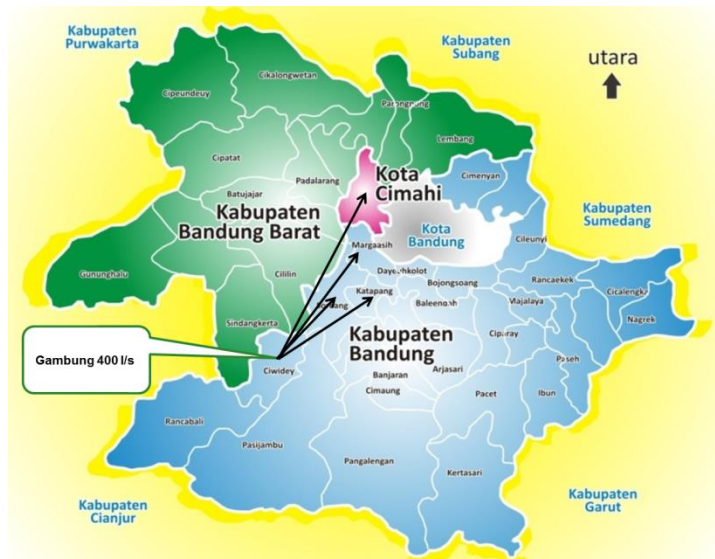 Kabupaten
Purwakarta
Kabupaten
Subang
utara
Cikalongwetan
Cipeundeuy
Parongpong
Lembang
Cipatat
Padalarang
Kota
Cimahi
Cimenyan
Batujajar
Kabupaten
Bandung Barat
Kota
Bandung
Kabupaten
Sumedang
Cileunyi
Margaasih
Gununghalu
Cililin
Dayeuhkolot
Bojongsoang
Rancaekek
Katapang
Baleendah
Majalaya
Cicalengka
Nagrek
Sindangkerta
Kabupaten
Bandung
Ciparay
Paseh
Gambung 400 l/s
Ciwidey
Banjaran
Arjasari
Cimaung
Pacet
Ibun
Rancabali
Pasijambu
Pangalengan
Kertasari
Kabupaten
Cianjur
Kabupaten
Garut